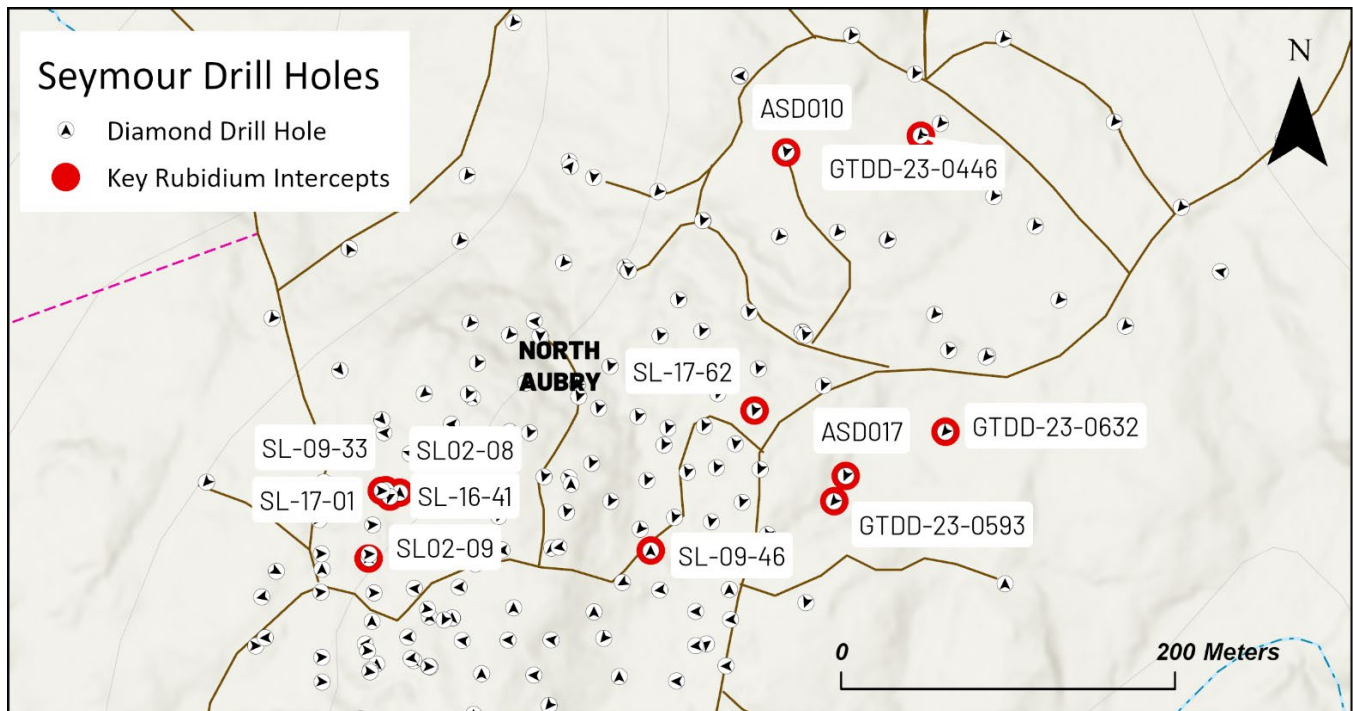 Seymour Drill Holes
Diamond Drill Hole
Key Rubidium Intercepts
N
ASD010
GTDD-23-0446
NORTH
AUBRY
SL-17-62
ASD017
GTDD-23-0632
SL-09-33
SL02-08
SL-17-01
SL-16-41
GTDD-23-0593
SL02-09
SL-09-46
0
200 Meters